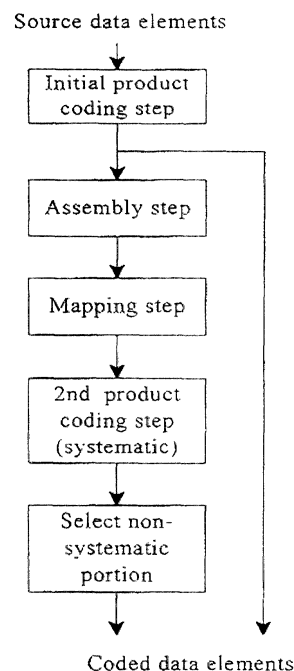 Source data elements
Initial product
coding step
Assembly step
Mapping step
2nd product
coding step
(systematic)
Select non-
systematic
portion
Coded data elements